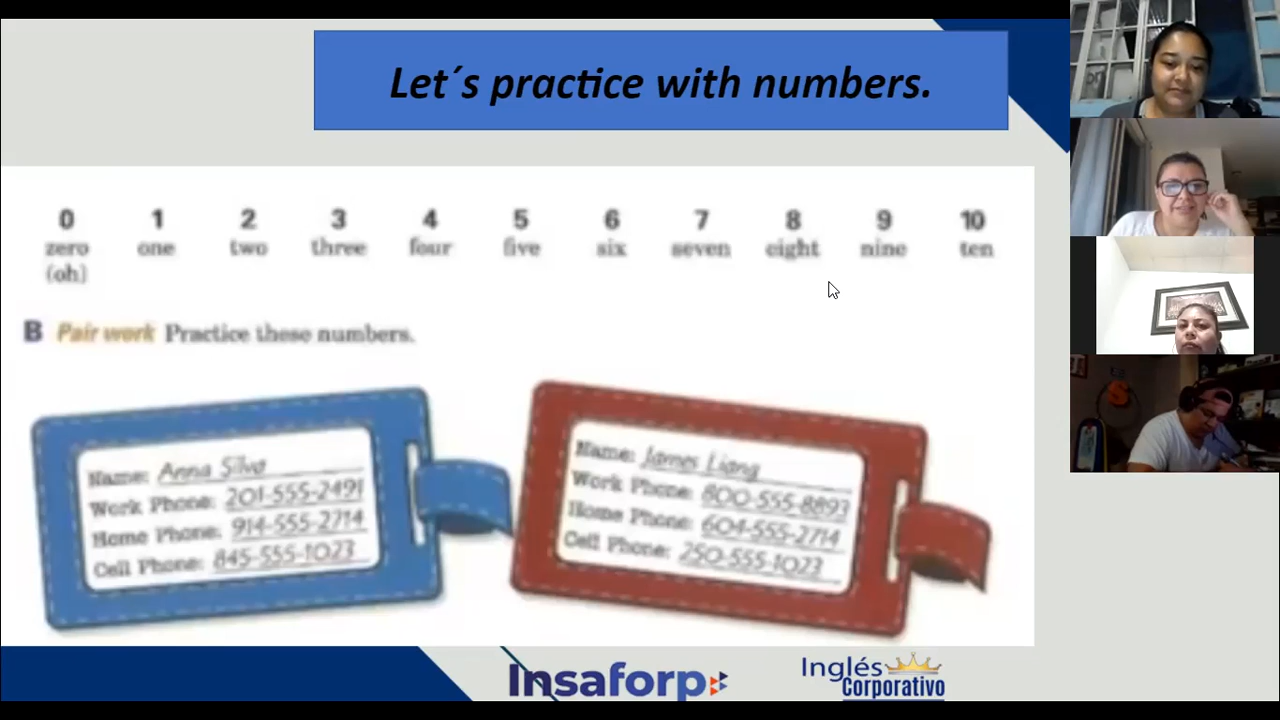 Let´s practice with numbers.
0 1 2 3 4 5 6 7 8 9 10
zero one two three four five six seven eight nine ten
(oh)
B Pair work Practice these numbers.
Name: Anna Silva
Work Phone: 201-555-2491
Home Phone: 914-555-2714
Cell Phone: 845-555-1023
Name: James Liang
Work Phone: 800-555-8893
Home Phone: 604-555-2714
Cell Phone: 250-555-1023
Insaforp
Inglés
Corporativo